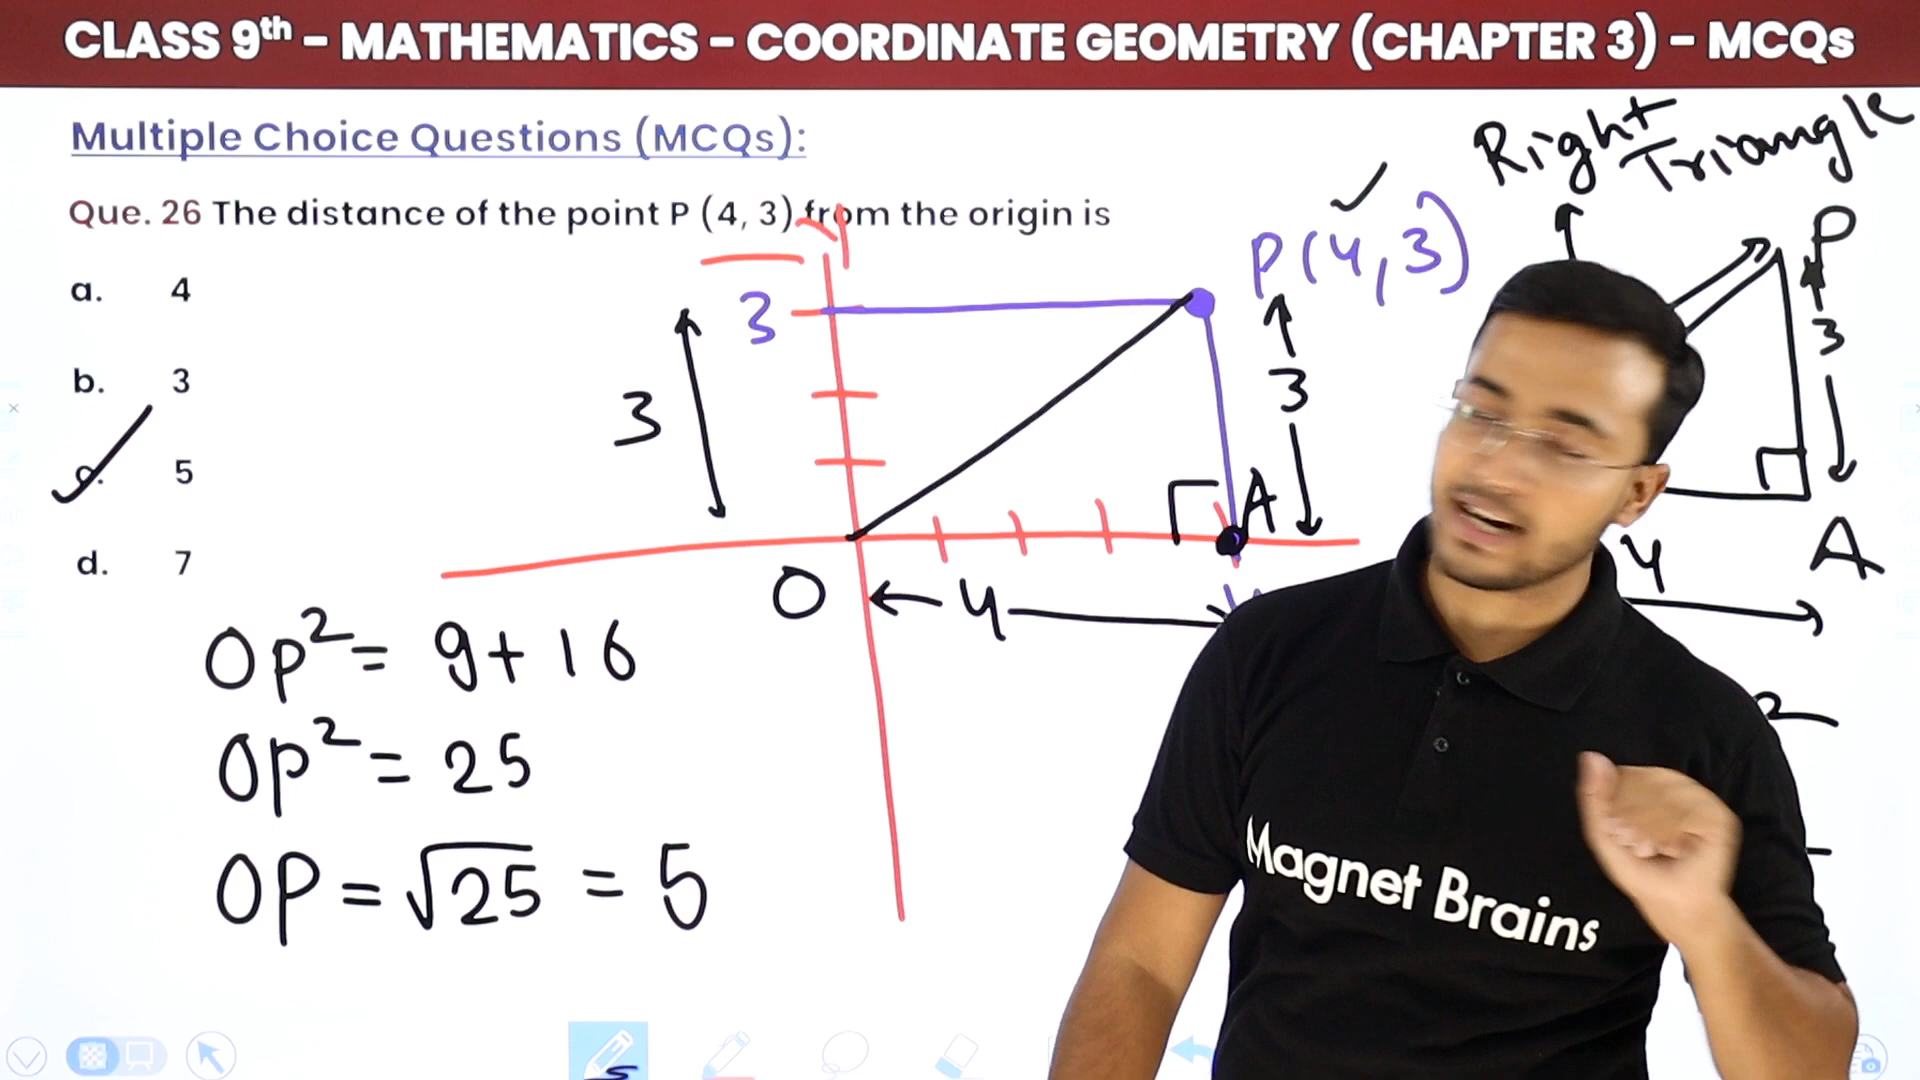 CLASS 9th - MATHEMATICS - COORDINATE GEOMETRY (CHAPTER 3) - MCQs
Multiple Choice Questions (MCQs):
Que. 26 The distance of the point P (4, 3) from the origin is
a. 4
b. 3
c. 5
d. 7
Right
Triangle
Y
P(4,3)
3
3
3
A
O
4
P
3
A
4
OP² = 9 + 16
OP² = 25
OP = √25 = 5
Magnet Brains